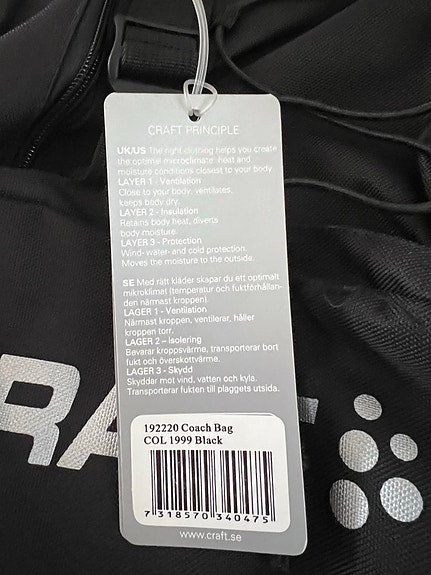 CRAFT PRINCIPLE
UK/US The right clothing helps you create
the optimal microclimate: heat and
moisture conditions closest to your body.
LAYER 1 - Ventilation
Close to your body, ventilates,
keeps body dry.
LAYER 2 - Insulation
Retains body heat, diverts
body moisture.
LAYER 3 - Protection
Wind- water- and cold protection.
Moves the moisture to the outside.
SE Med rätt kläder skapar du ett optimalt
mikroklimat (temperatur och fuktförhållan-
den närmast kroppen).
LAGER 1 - Ventilation
Närmast kroppen, ventilerar, håller
kroppen torr.
LAGER 2 – isolering
Bevarar kroppsvärme, transporterar bort
fukt och överskottvärme.
LAGER 3 - Skydd
Skyddar mot vind, vatten och kyla.
Transporterar fukten till plaggets utsida.
RA
192220 Coach Bag
COL 1999 Black
7 318570 340475
www.craft.se